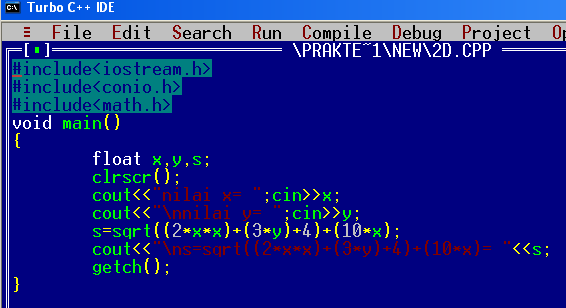 Turbo C++ IDE
≡ File Edit Search Run Compile Debug Project O
[■] \PRAKTE~1\NEW\2D.CPP
#include<iostream.h>
#include<conio.h>
#include<math.h>
void main()
{
float x,y,s;
clrscr();
cout<<"nilai x= ";cin>>x;
cout<<"\nnilai y= ";cin>>y;
s=sqrt((2*x*x)+(3*y)+4)+(10*x);
cout<<"\ns=sqrt((2*x*x)+(3*y)+4)+(10*x)= "<<s;
getch();
}